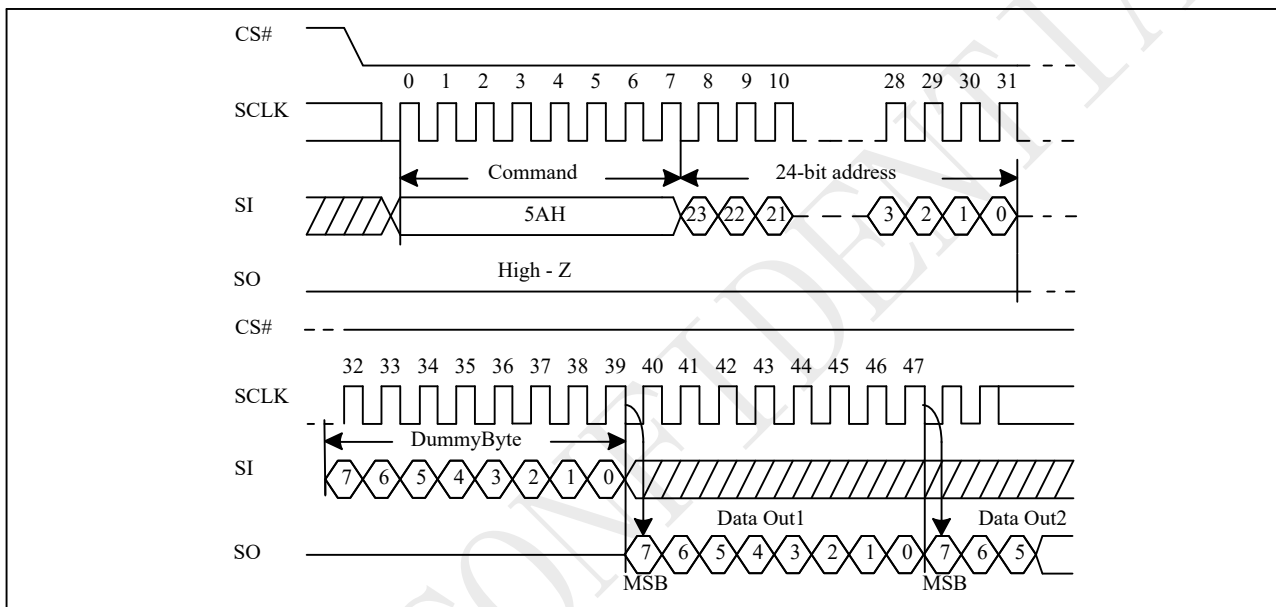 CS#
0 1 2 3 4 5 6 7 8 9 10 28 29 30 31
SCLK
Command 24-bit address
SI 5AH 23 22 21 3 2 1 0
High - Z
SO
CS#
32 33 34 35 36 37 38 39 40 41 42 43 44 45 46 47
SCLK
DummyByte
SI 7 6 5 4 3 2 1 0
Data Out1 Data Out2
SO 7 6 5 4 3 2 1 0 7 6 5
MSB MSB